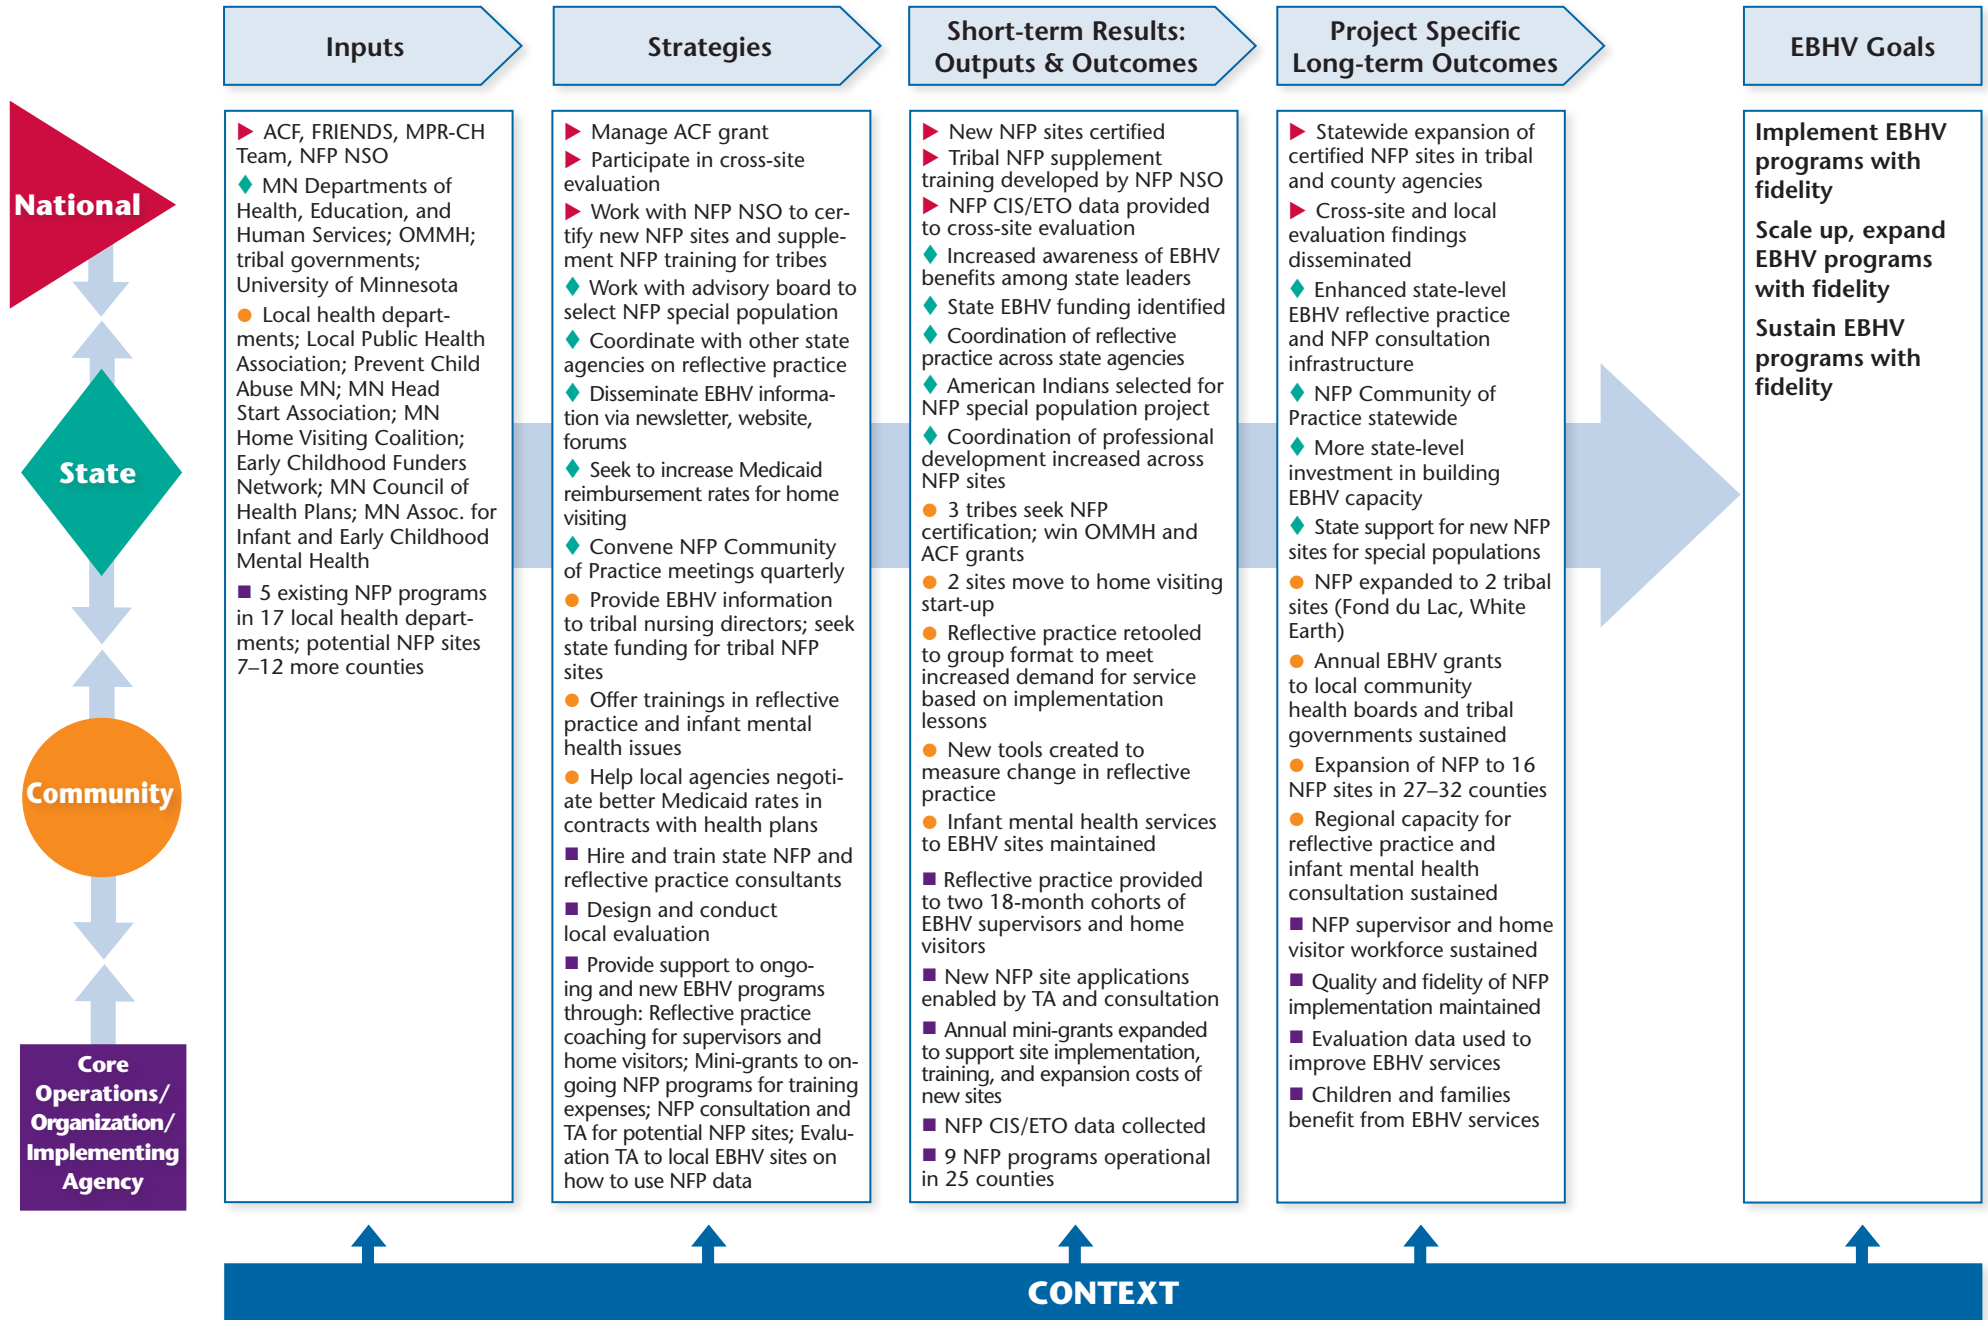 Inputs
Strategies
Short-term Results:
Outputs & Outcomes
Project Specific
Long-term Outcomes
EBHV Goals
National
State
Community
Core
Operations/
Organization/
Implementing
Agency
ACF, FRIENDS, MPR-CH
Team, NFP NSO
MN Departments of
Health, Education, and
Human Services; OMMH;
tribal governments;
University of Minnesota
Local health depart-
ments; Local Public Health
Association; Prevent Child
Abuse MN; MN Head
Start Association; MN
Home Visiting Coalition;
Early Childhood Funders
Network; MN Council of
Health Plans; MN Assoc. for
Infant and Early Childhood
Mental Health
5 existing NFP programs
in 17 local health depart-
ments; potential NFP sites
7–12 more counties
Manage ACF grant
Participate in cross-site
evaluation
Work with NFP NSO to cer-
tify new NFP sites and supple-
ment NFP training for tribes
Work with advisory board to
select NFP special population
Coordinate with other state
agencies on reflective practice
Disseminate EBHV informa-
tion via newsletter, website,
forums
Seek to increase Medicaid
reimbursement rates for home
visiting
Convene NFP Community
of Practice meetings quarterly
Provide EBHV information
to tribal nursing directors; seek
state funding for tribal NFP
sites
Offer trainings in reflective
practice and infant mental
health issues
Help local agencies negoti-
ate better Medicaid rates in
contracts with health plans
Hire and train state NFP and
reflective practice consultants
Design and conduct
local evaluation
Provide support to ongo-
ing and new EBHV programs
through: Reflective practice
coaching for supervisors and
home visitors; Mini-grants to on-
going NFP programs for training
expenses; NFP consultation and
TA for potential NFP sites; Evalu-
ation TA to local EBHV sites on
how to use NFP data
New NFP sites certified
Tribal NFP supplement
training developed by NFP NSO
NFP CIS/ETO data provided
to cross-site evaluation
Increased awareness of EBHV
benefits among state leaders
State EBHV funding identified
Coordination of reflective
practice across state agencies
American Indians selected for
NFP special population project
Coordination of professional
development increased across
NFP sites
3 tribes seek NFP
certification; win OMMH and
ACF grants
2 sites move to home visiting
start-up
Reflective practice retooled
to group format to meet
increased demand for service
based on implementation
lessons
New tools created to
measure change in reflective
practice
Infant mental health services
to EBHV sites maintained
Reflective practice provided
to two 18-month cohorts of
EBHV supervisors and home
visitors
New NFP site applications
enabled by TA and consultation
Annual mini-grants expanded
to support site implementation,
training, and expansion costs of
new sites
NFP CIS/ETO data collected
9 NFP programs operational
in 25 counties
Statewide expansion of
certified NFP sites in tribal
and county agencies
Cross-site and local
evaluation findings
disseminated
Enhanced state-level
EBHV reflective practice
and NFP consultation
infrastructure
NFP Community of
Practice statewide
More state-level
investment in building
EBHV capacity
State support for new NFP
sites for special populations
NFP expanded to 2 tribal
sites (Fond du Lac, White
Earth)
Annual EBHV grants
to local community
health boards and tribal
governments sustained
Expansion of NFP to 16
NFP sites in 27–32 counties
Regional capacity for
reflective practice and
infant mental health
consultation sustained
NFP supervisor and home
visitor workforce sustained
Quality and fidelity of NFP
implementation maintained
Evaluation data used to
improve EBHV services
Children and families
benefit from EBHV services
Implement EBHV
programs with
fidelity
Scale up, expand
EBHV programs
with fidelity
Sustain EBHV
programs with
fidelity
CONTEXT